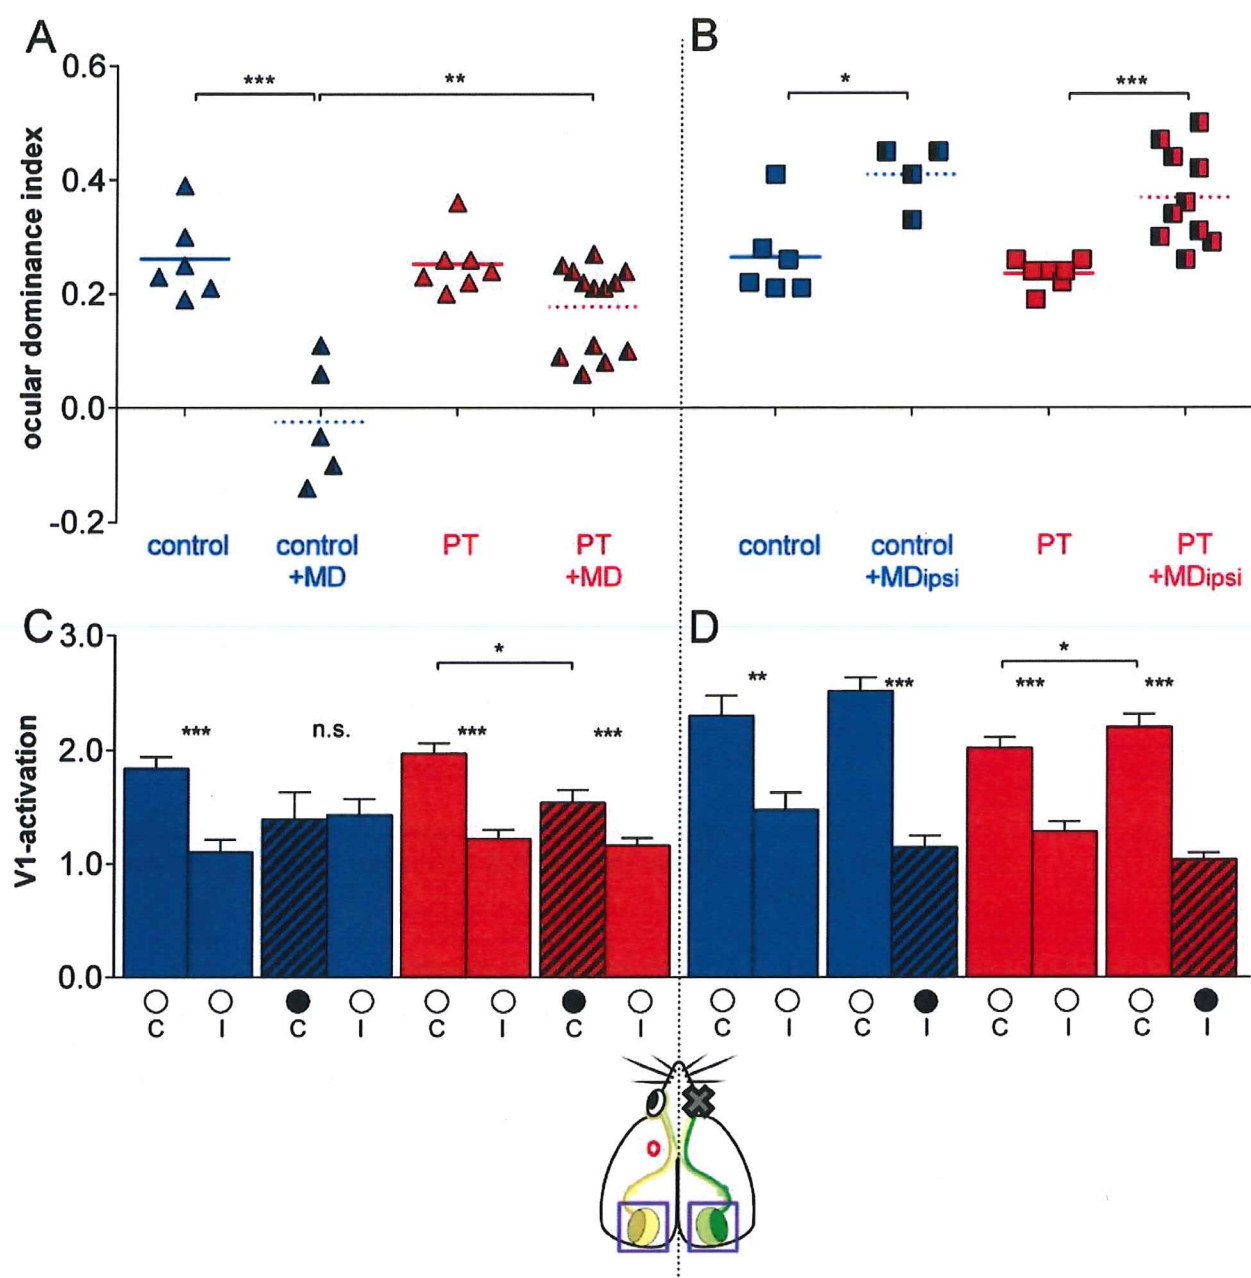 A
B
0.6
0.4
0.2
0.0
-0.2
ocular dominance index
*** ** * ***
control control PT PT control control PT PT
+MD +MD +MDipsi +MDipsi
C
D
3.0
2.0
1.0
0.0
V1-activation
* *
** *** *** ***
*** n.s. *** ***
C I C I C I C I C I C I C I C I